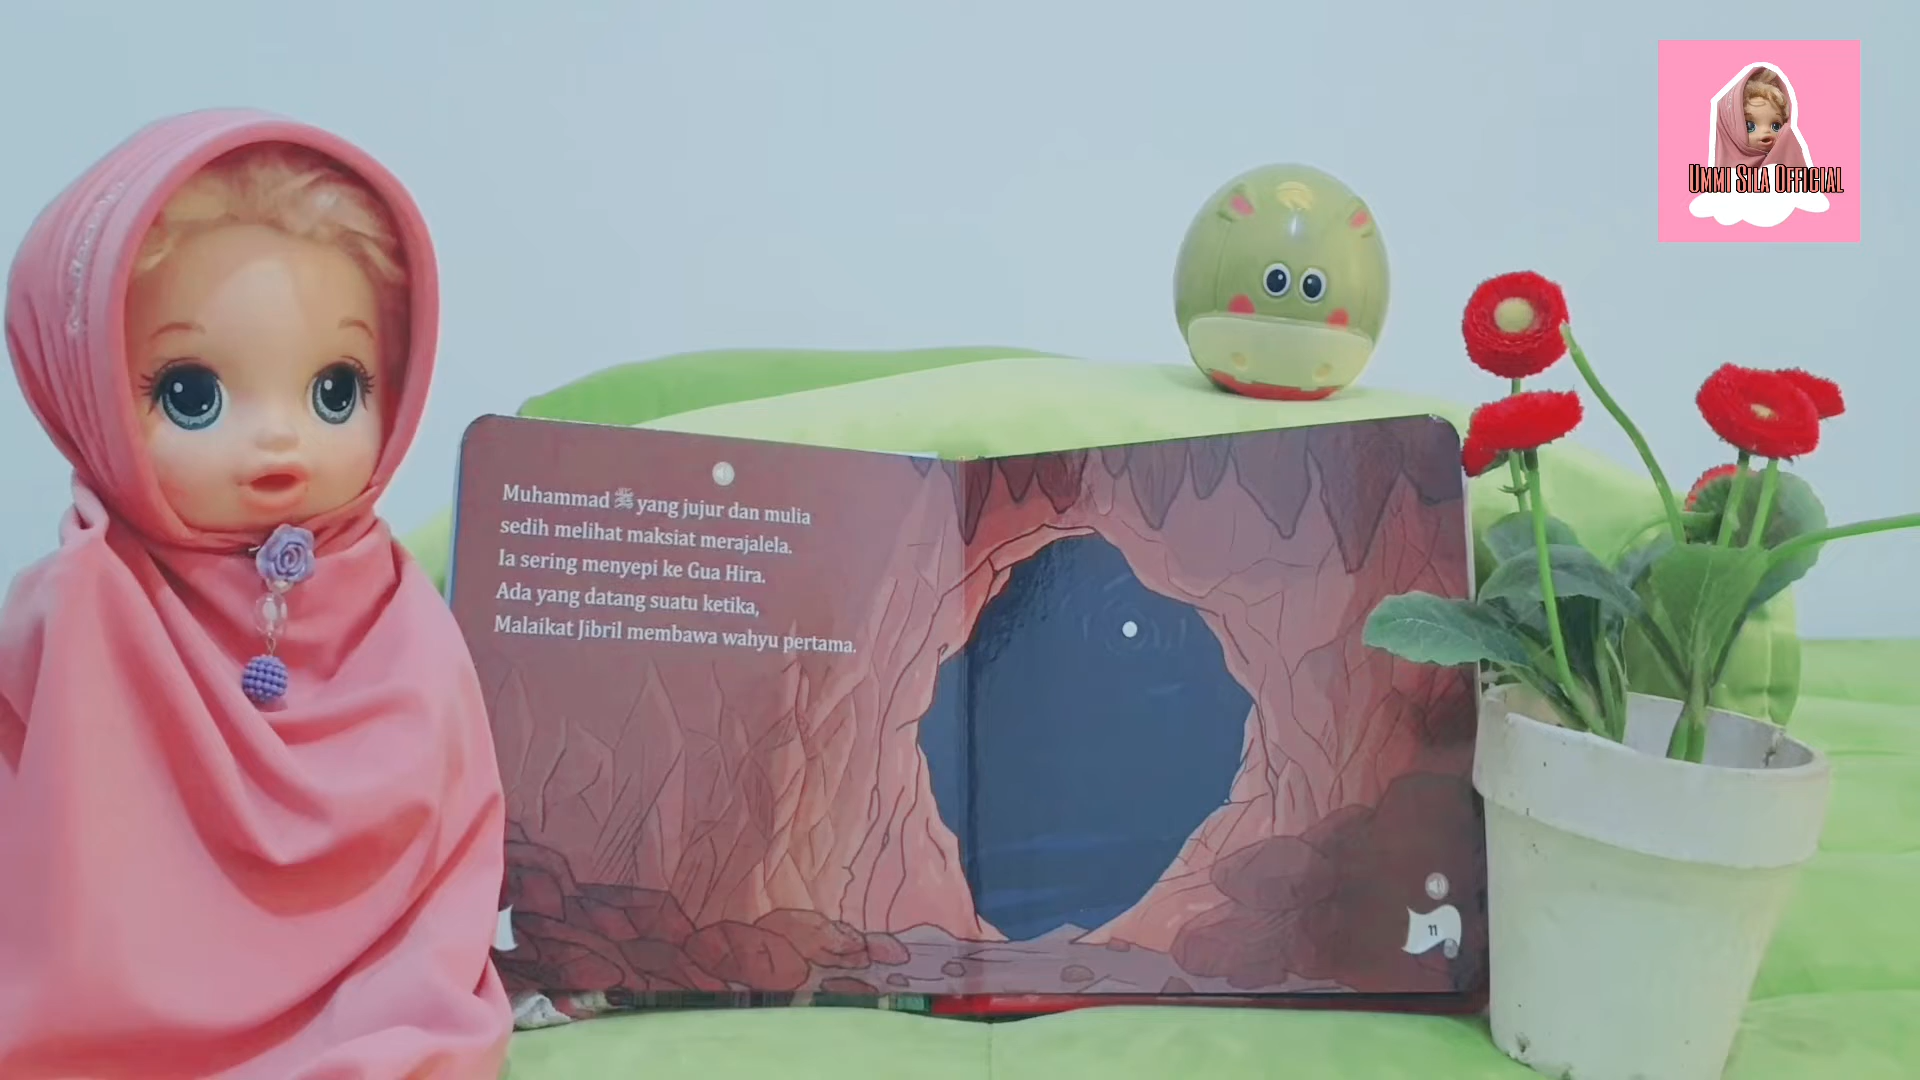 UMMI SILA OFFICIAL
Muhammad ﷺ yang jujur dan mulia
sedih melihat maksiat merajalela.
Ia sering menyepi ke Gua Hira.
Ada yang datang suatu ketika,
Malaikat Jibril membawa wahyu pertama.
11